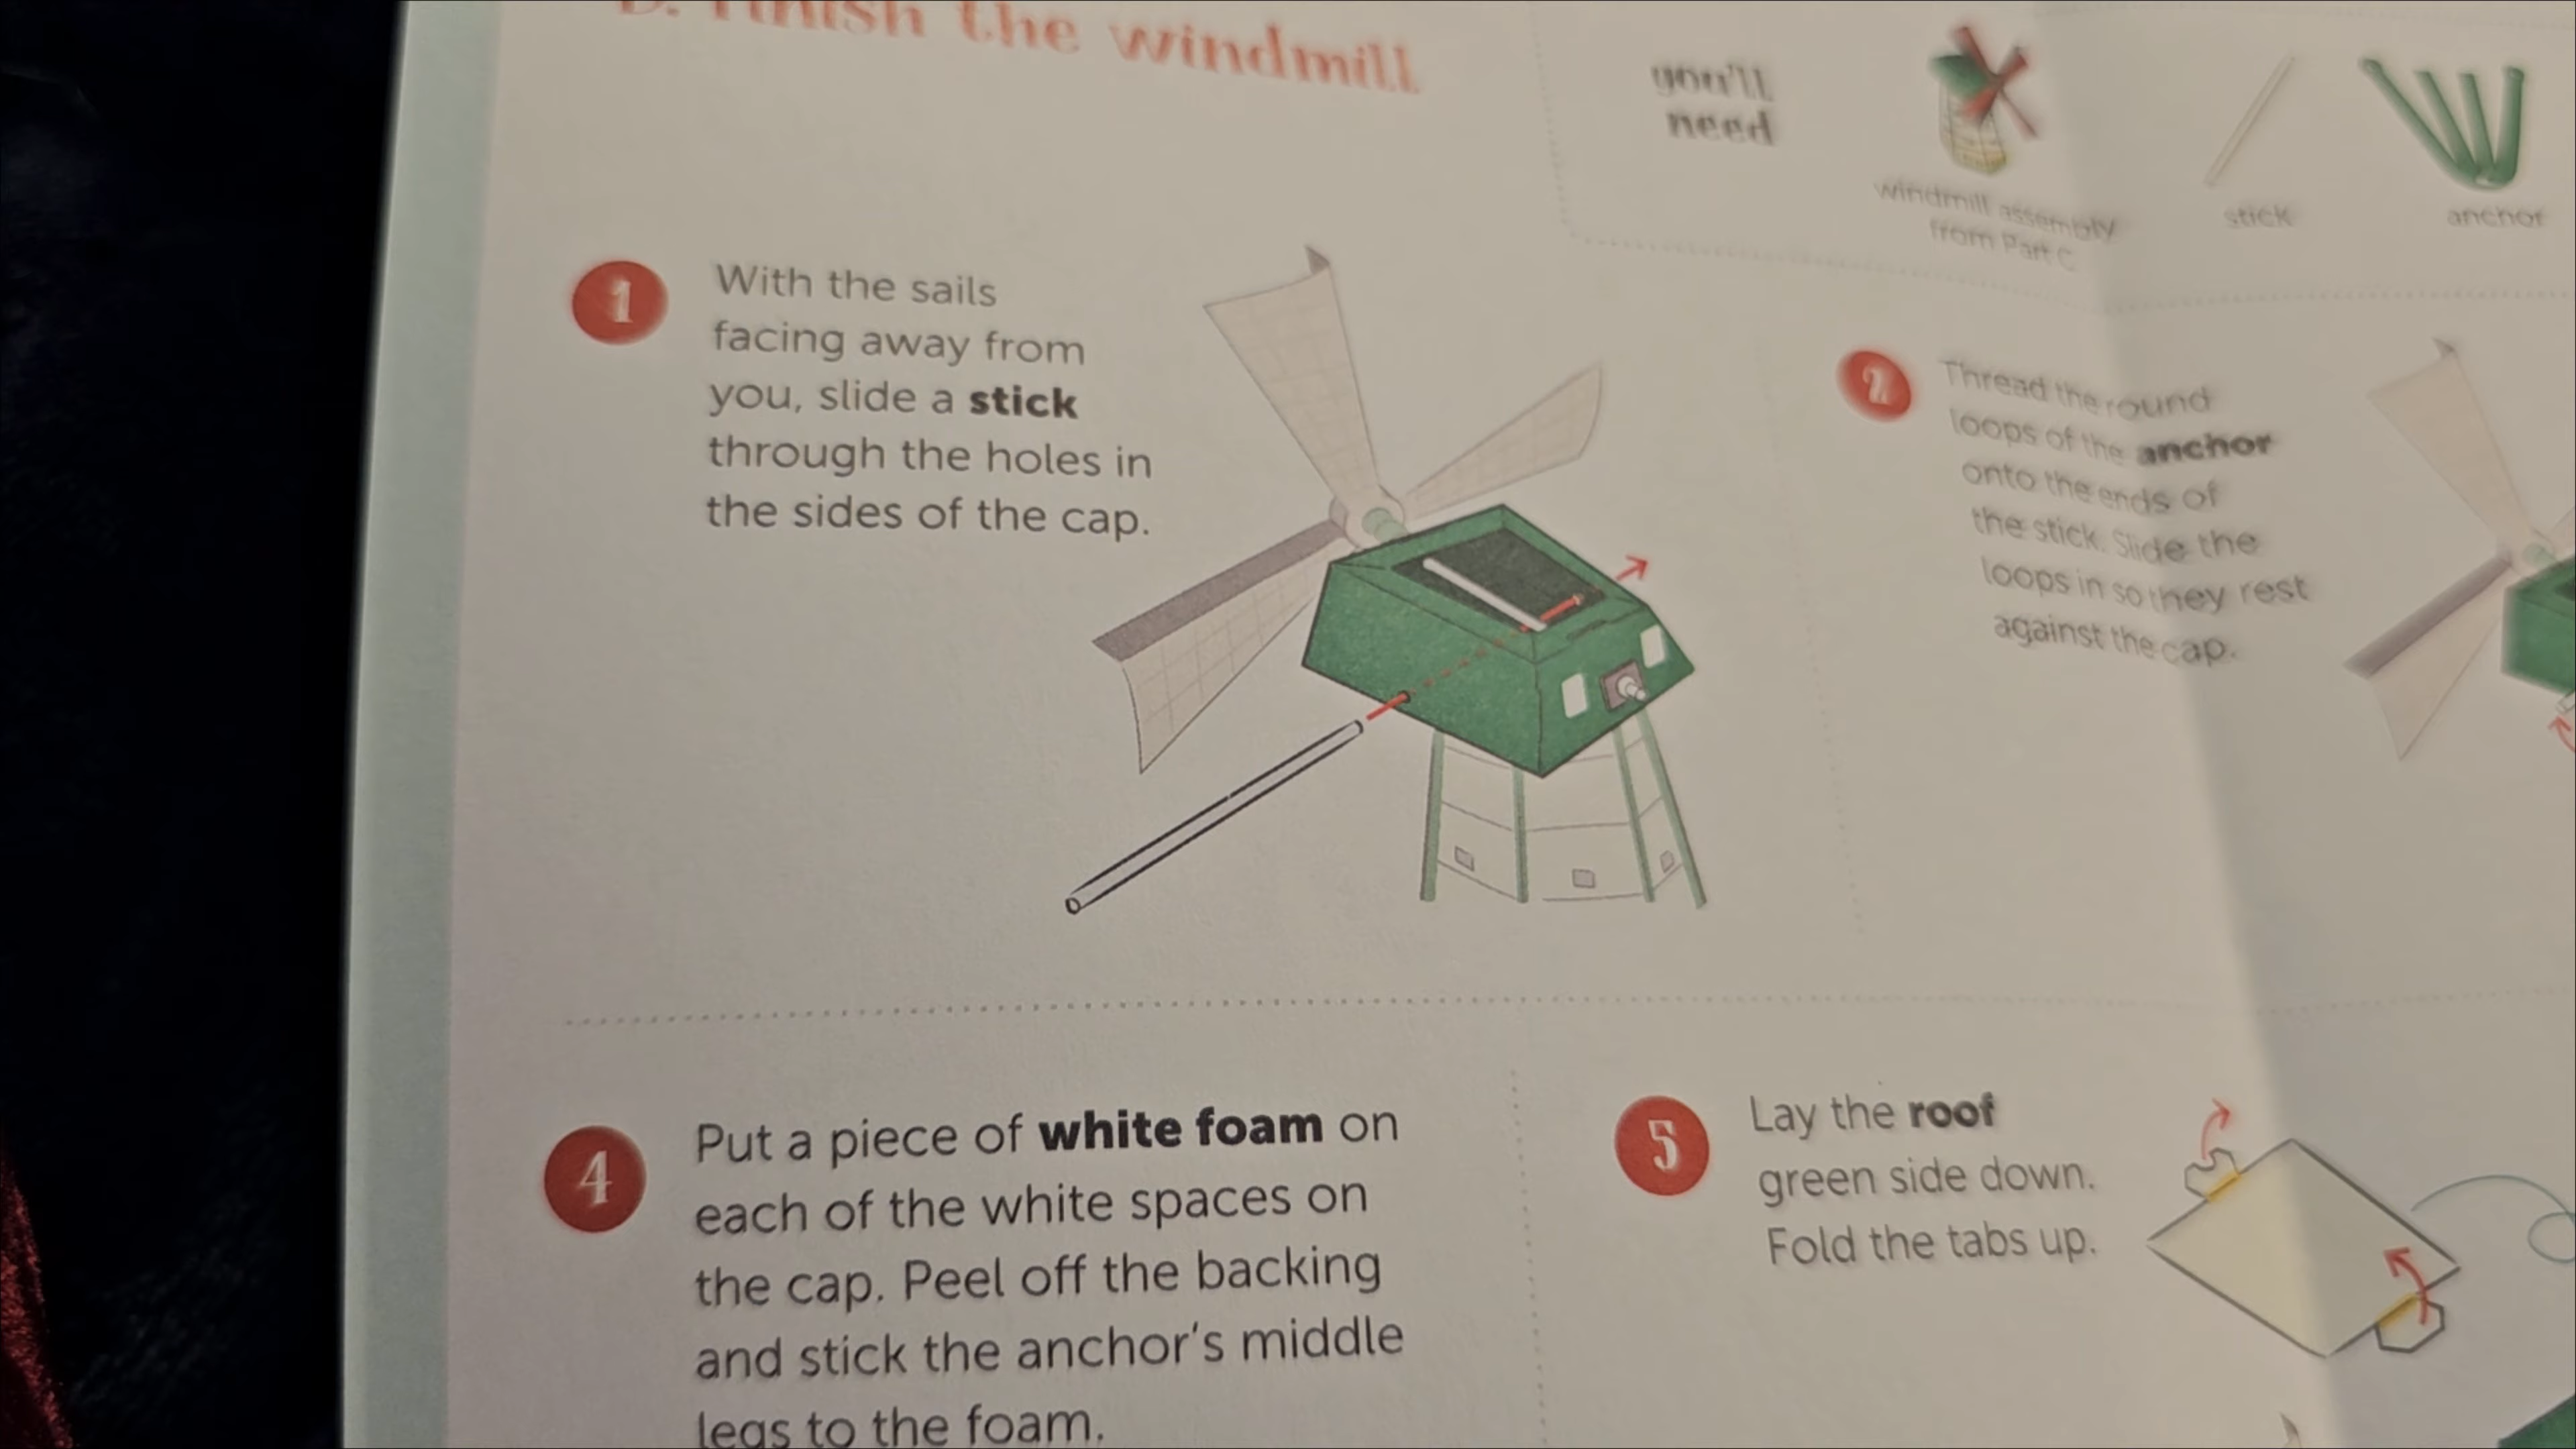 D. Finish the windmill
you'll
need
windmill assembly
from Part C
stick
anchor
1
With the sails
facing away from
you, slide a stick
through the holes in
the sides of the cap.
2
Thread the round
loops of the anchor
onto the ends of
the stick. Slide the
loops in so they rest
against the cap.
4
Put a piece of white foam on
each of the white spaces on
the cap. Peel off the backing
and stick the anchor's middle
legs to the foam.
5
Lay the roof
green side down.
Fold the tabs up.